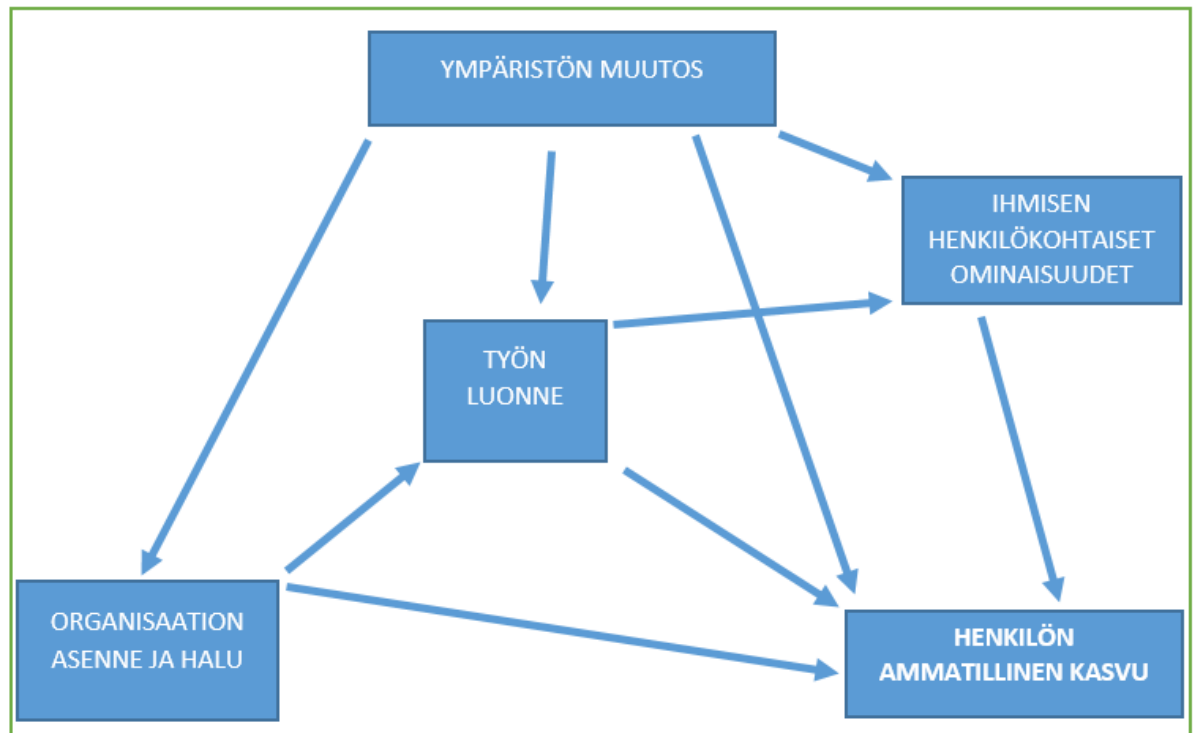 YMPÄRISTÖN MUUTOS
IHMISEN
HENKILÖKOHTAISET
OMINAISUUDET
TYÖN
LUONNE
ORGANISAATION
ASENNE JA HALU
HENKILÖN
AMMATILLINEN KASVU